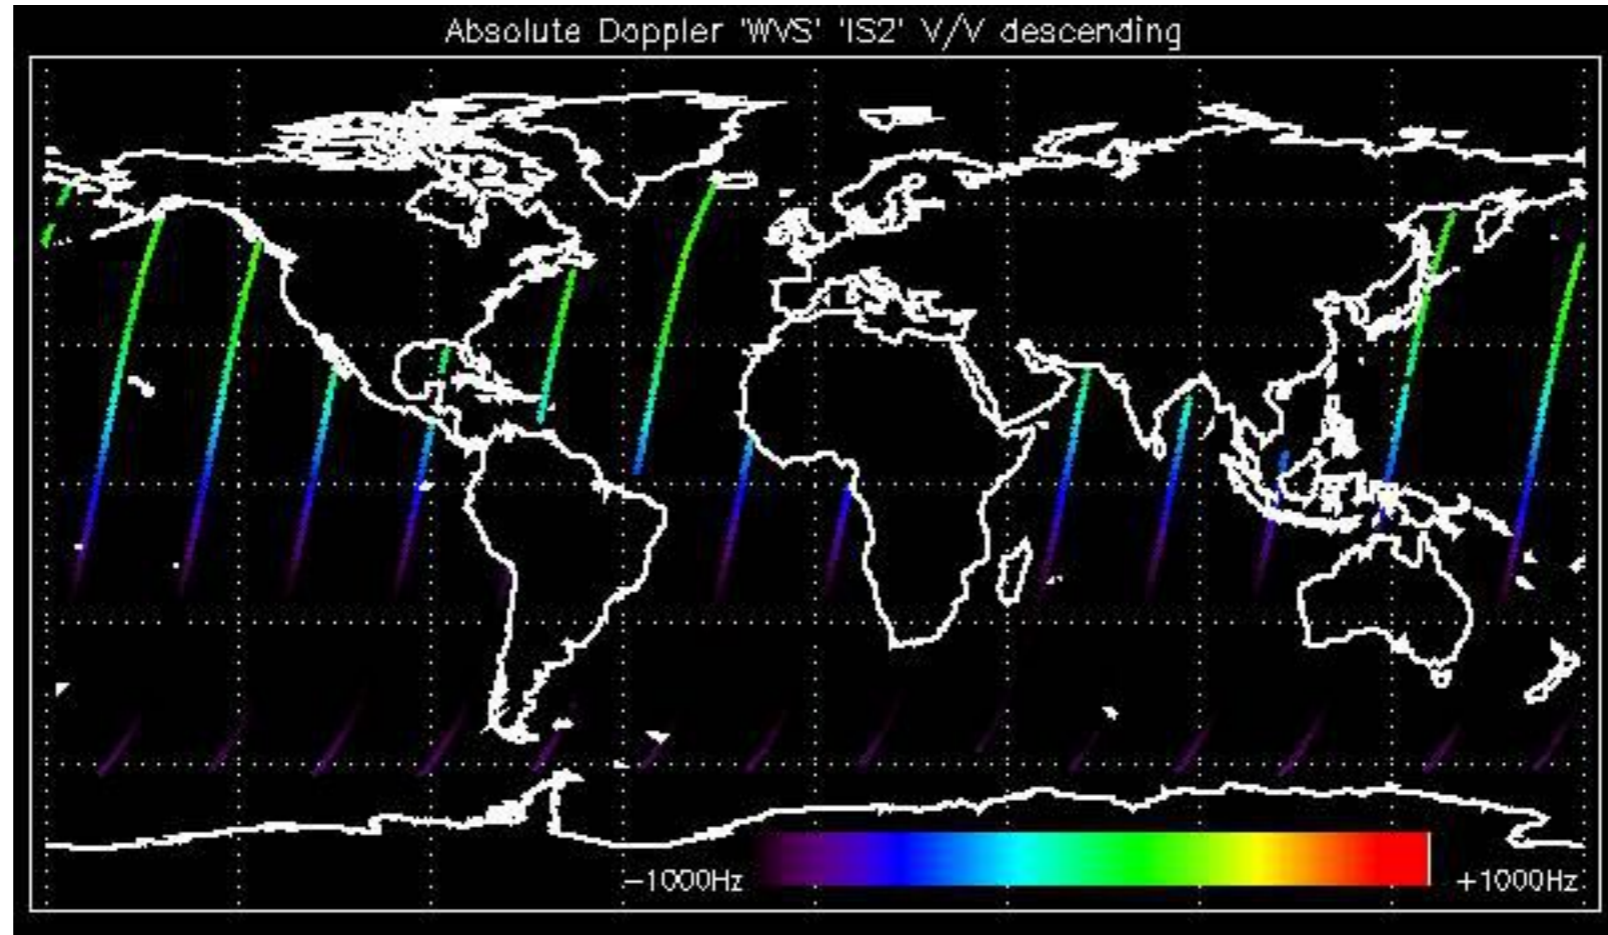 Absolute Doppler 'WVS' 'IS2' V/V descending
−1000Hz
+1000Hz